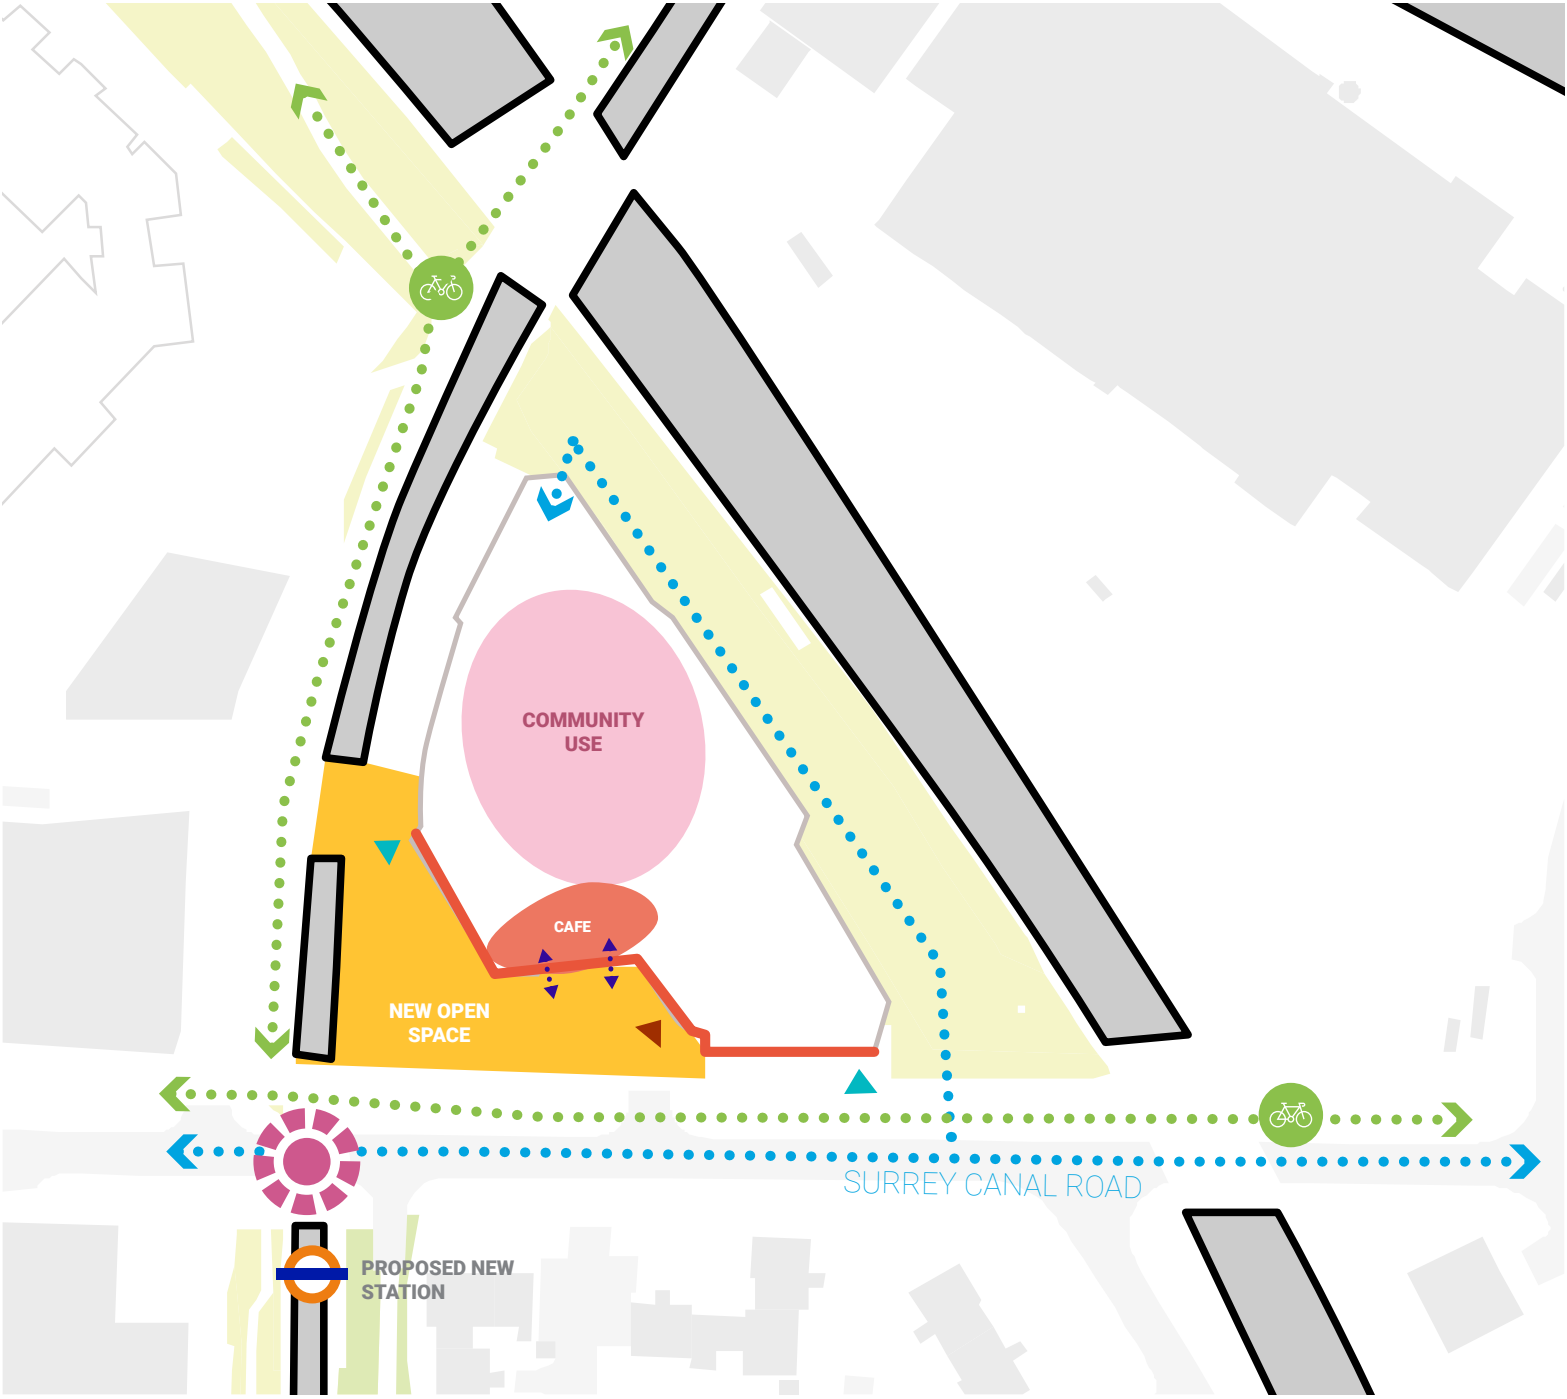 COMMUNITY
USE
CAFE
NEW OPEN
SPACE
SURREY CANAL ROAD
PROPOSED NEW
STATION